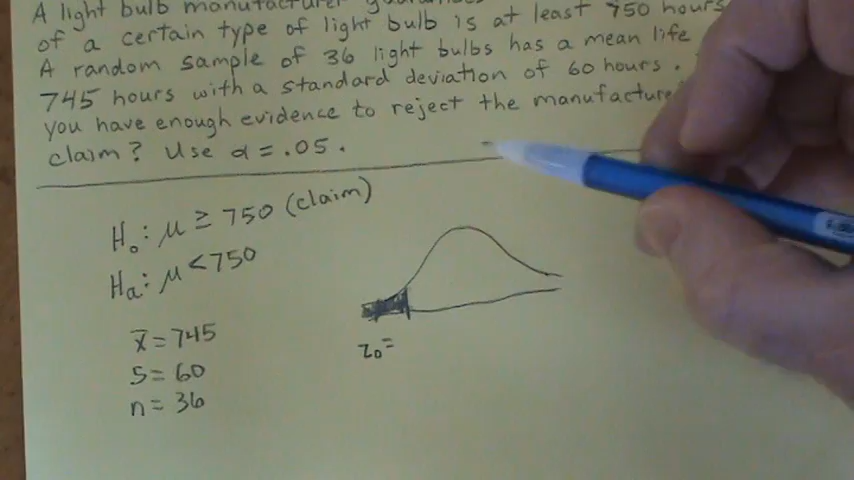 A light bulb manufacturer guarantees
of a certain type of light bulb is at least 750 hours
A random sample of 36 light bulbs has a mean life
745 hours with a standard deviation of 60 hours.
you have enough evidence to reject the
claim? Use α = .05.
H₀: μ ≥ 750 (claim)
Hₐ: μ < 750
x̄ = 745
s = 60
n = 36
z₀ =